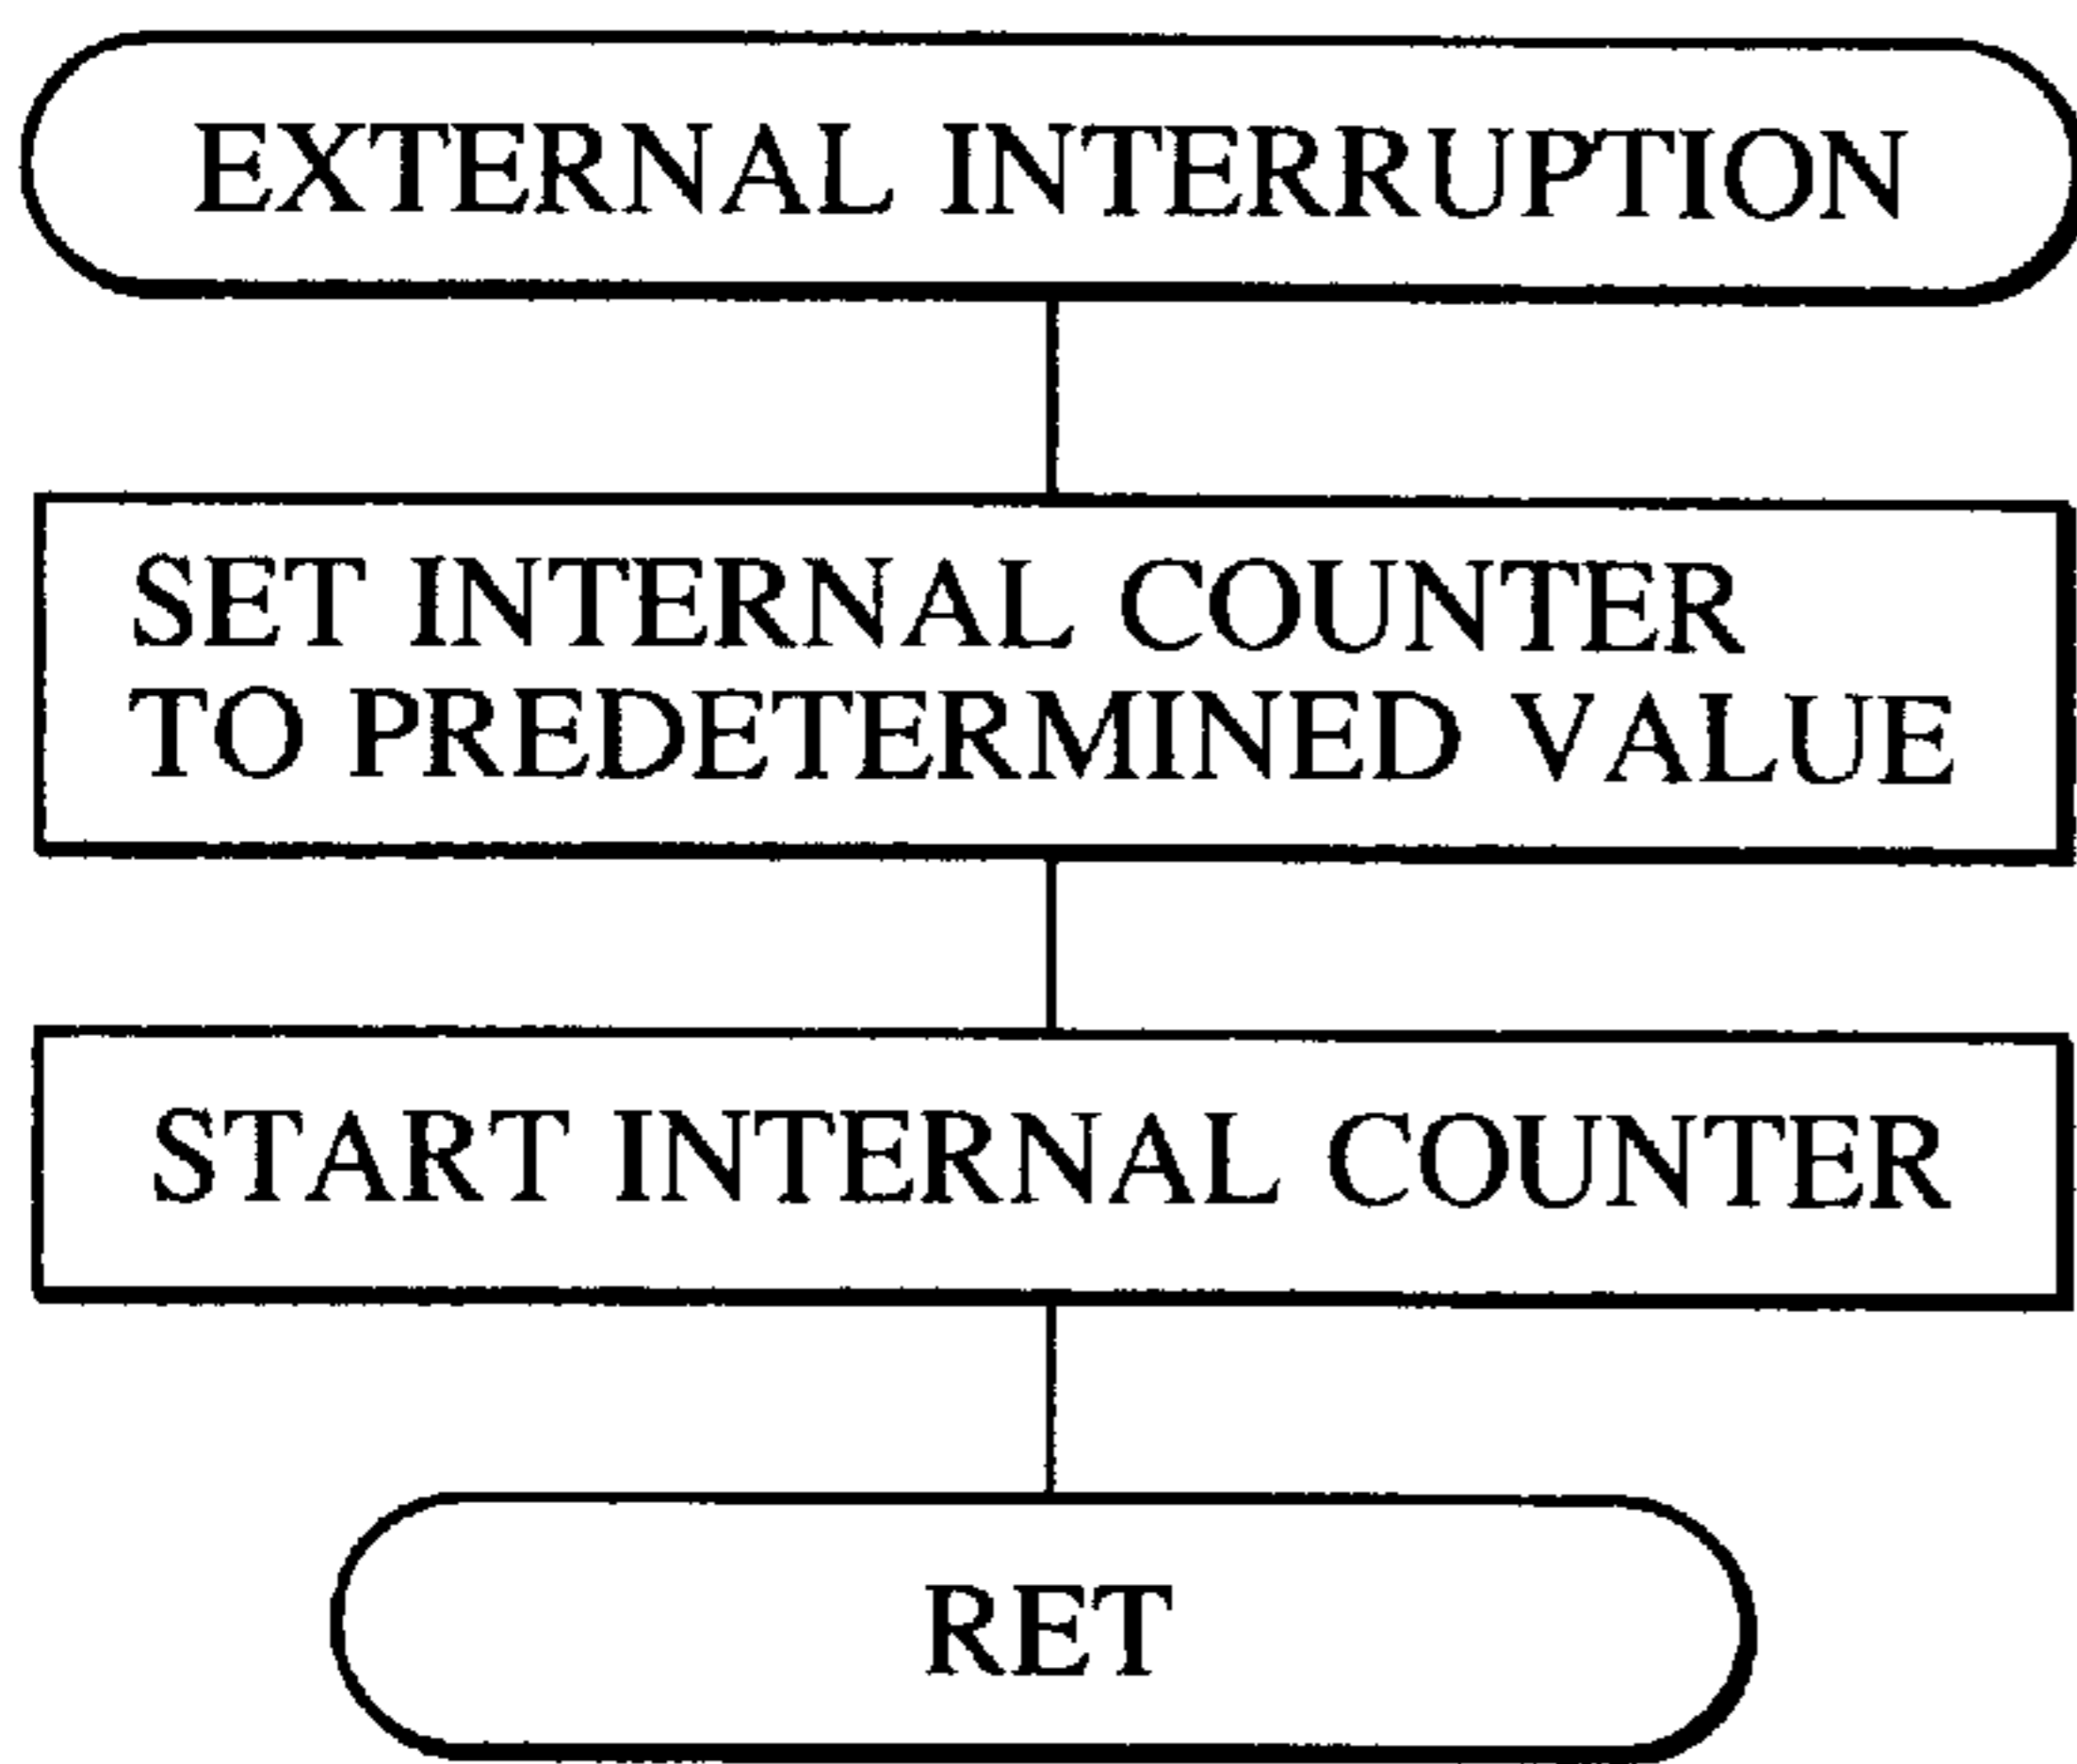 EXTERNAL INTERRUPTION
SET INTERNAL COUNTER
TO PREDETERMINED VALUE
START INTERNAL COUNTER
RET